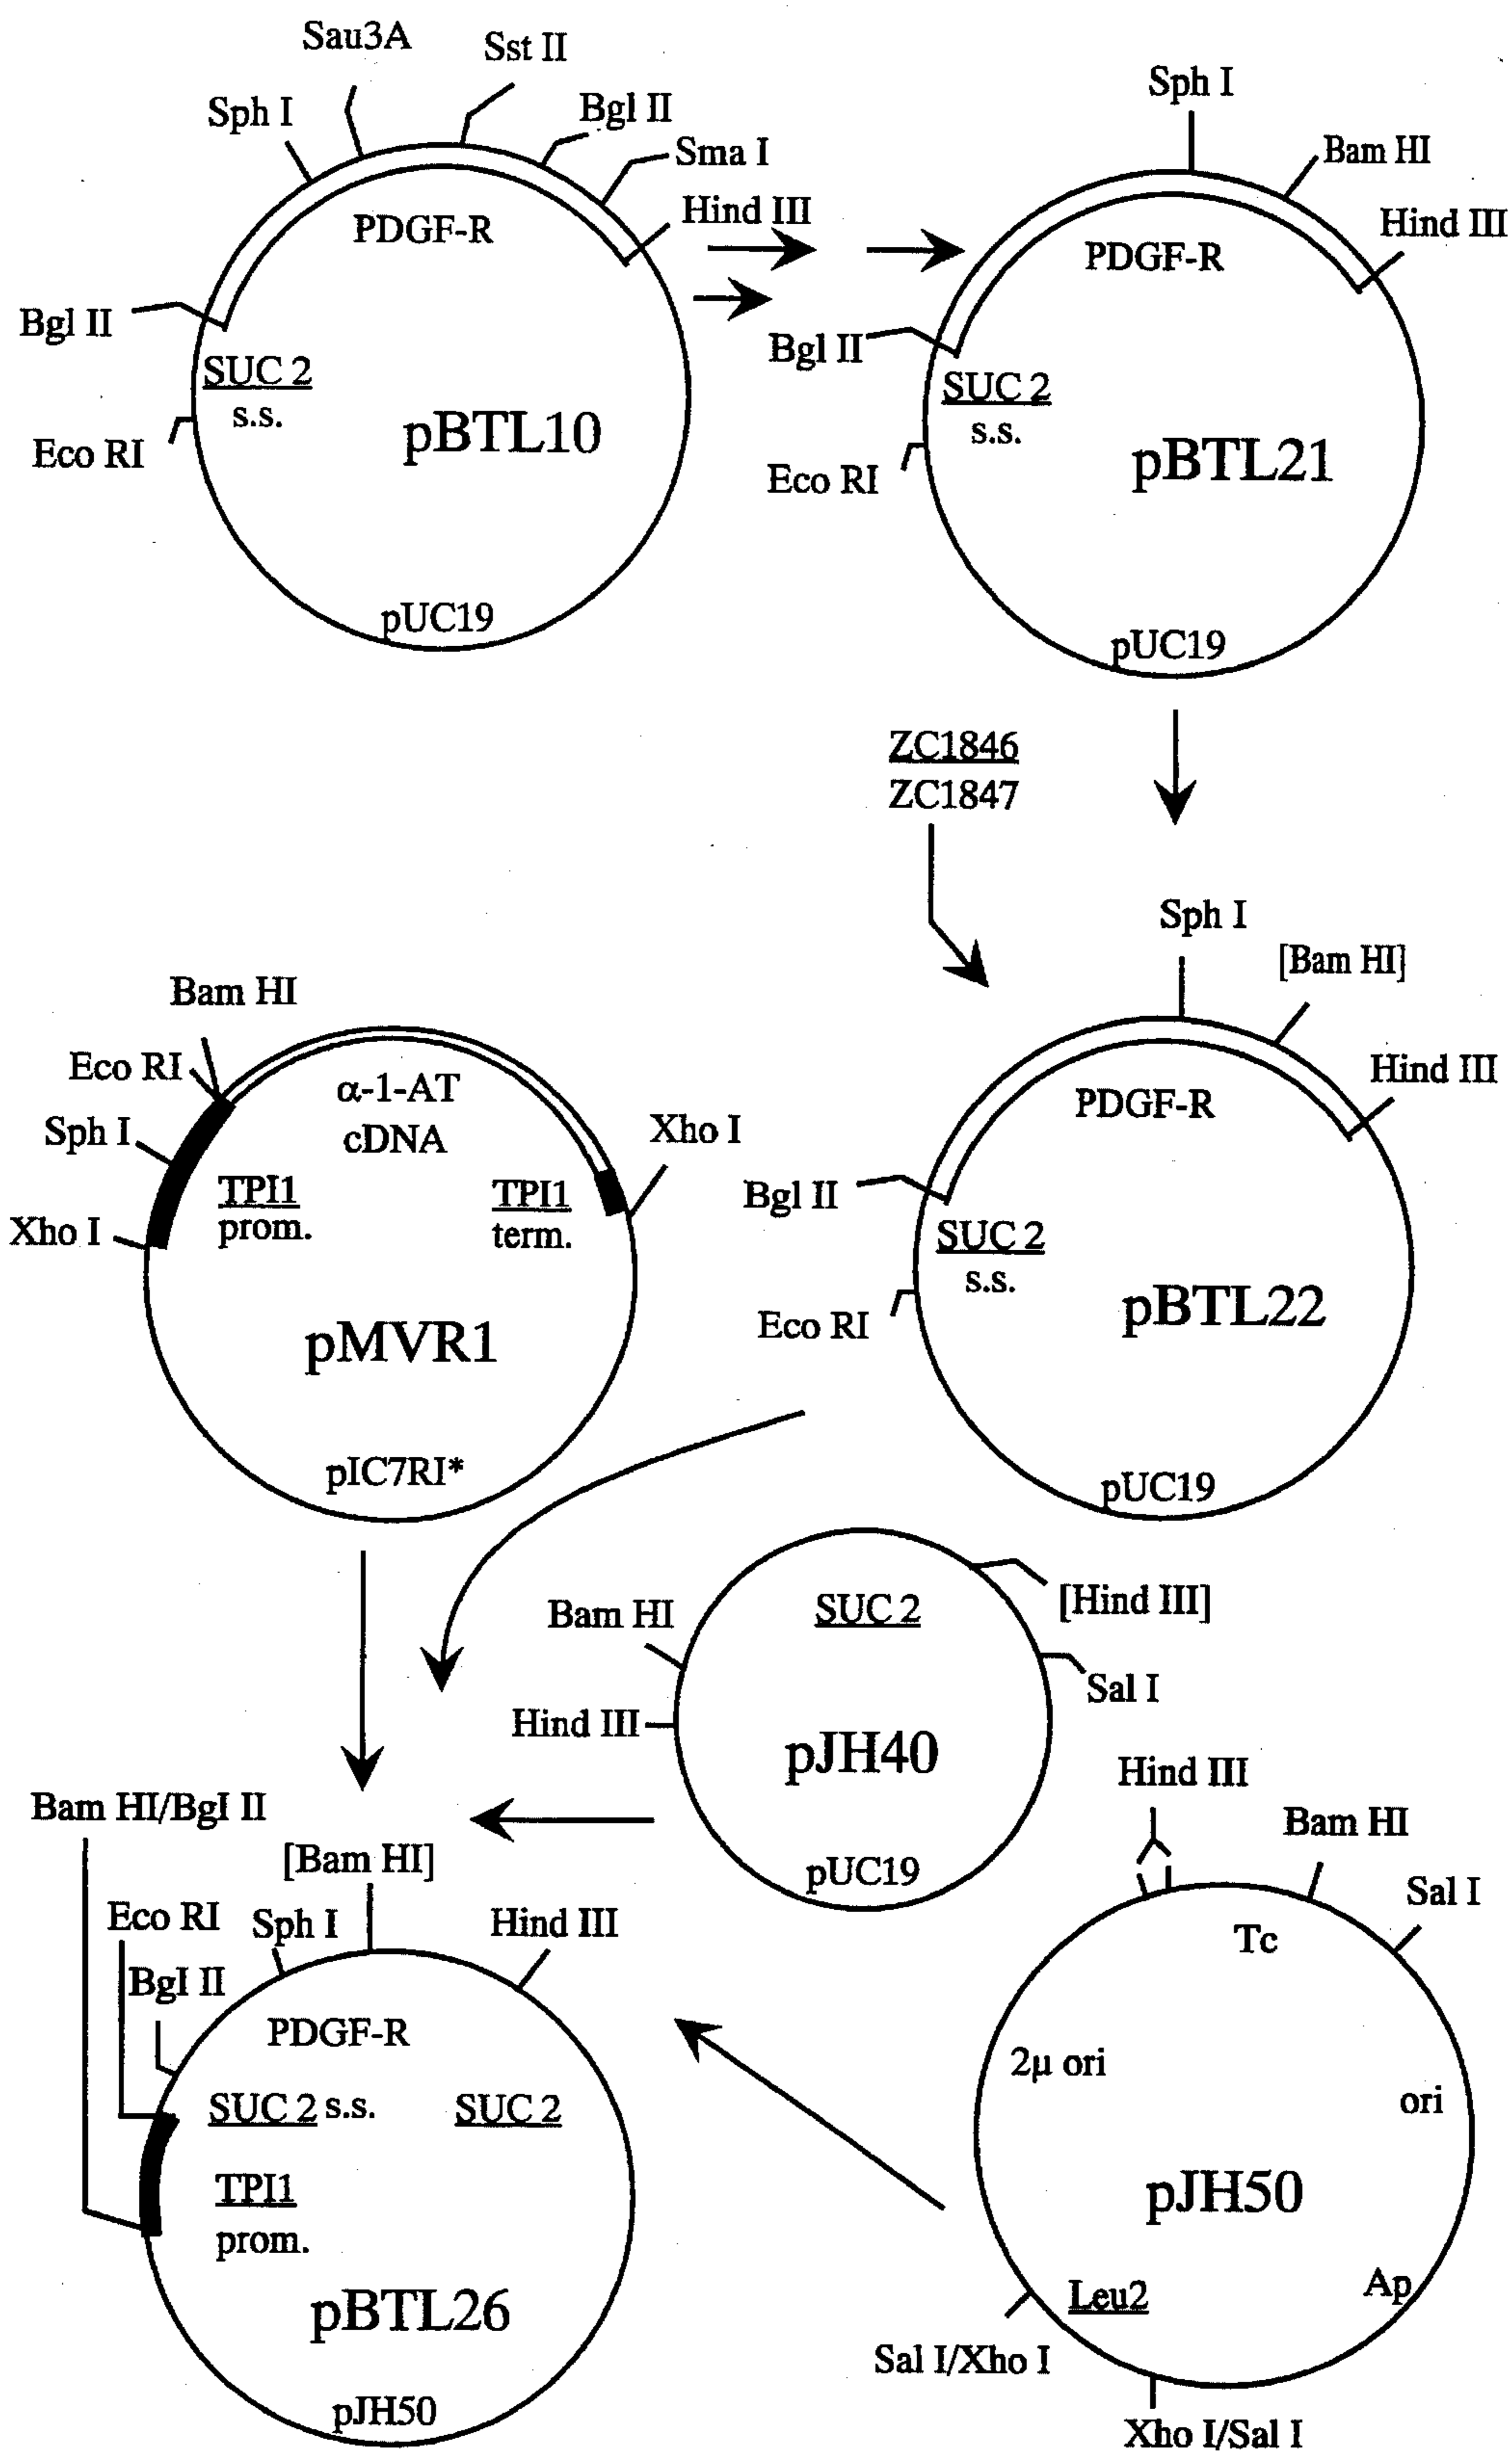 Sau3A
Sst II
Sph I
Bgl II
Sma I
Hind III
PDGF-R
Bgl II
SUC 2
s.s.
Eco RI
pBTL10
pUC19
Sph I
Bam HI
Hind III
PDGF-R
Bgl II
SUC 2
s.s.
Eco RI
pBTL21
pUC19
ZC1846
ZC1847
Sph I
[Bam HI]
Hind III
PDGF-R
Bgl II
SUC 2
s.s.
Eco RI
pBTL22
pUC19
Bam HI
Eco RI
Sph I
Xho I
α-1-AT
cDNA
Xho I
TPI1
prom.
TPI1
term.
pMVR1
pIC7RI*
[Hind III]
SUC 2
Bam HI
Sal I
Hind III
pJH40
pUC19
Hind III
Bam HI
Sal I
Tc
2μ ori
ori
pJH50
Leu2
Ap
Sal I/Xho I
Xho I/Sal I
Bam HI/BgI II
[Bam HI]
Eco RI
Sph I
Hind III
BgI II
PDGF-R
SUC 2 s.s.
SUC 2
TPI1
prom.
pBTL26
pJH50